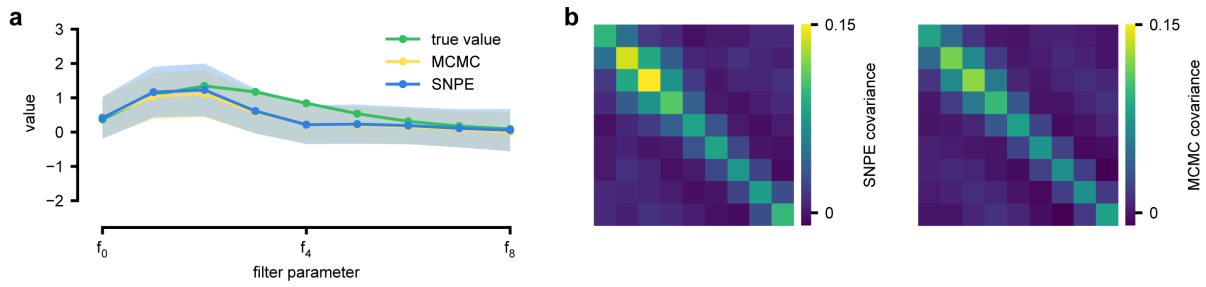 a
3
2
1
0
−1
−2
value
true value
MCMC
SNPE
f0
f4
f8
filter parameter
b
0.15
0
SNPE covariance
0.15
0
MCMC covariance